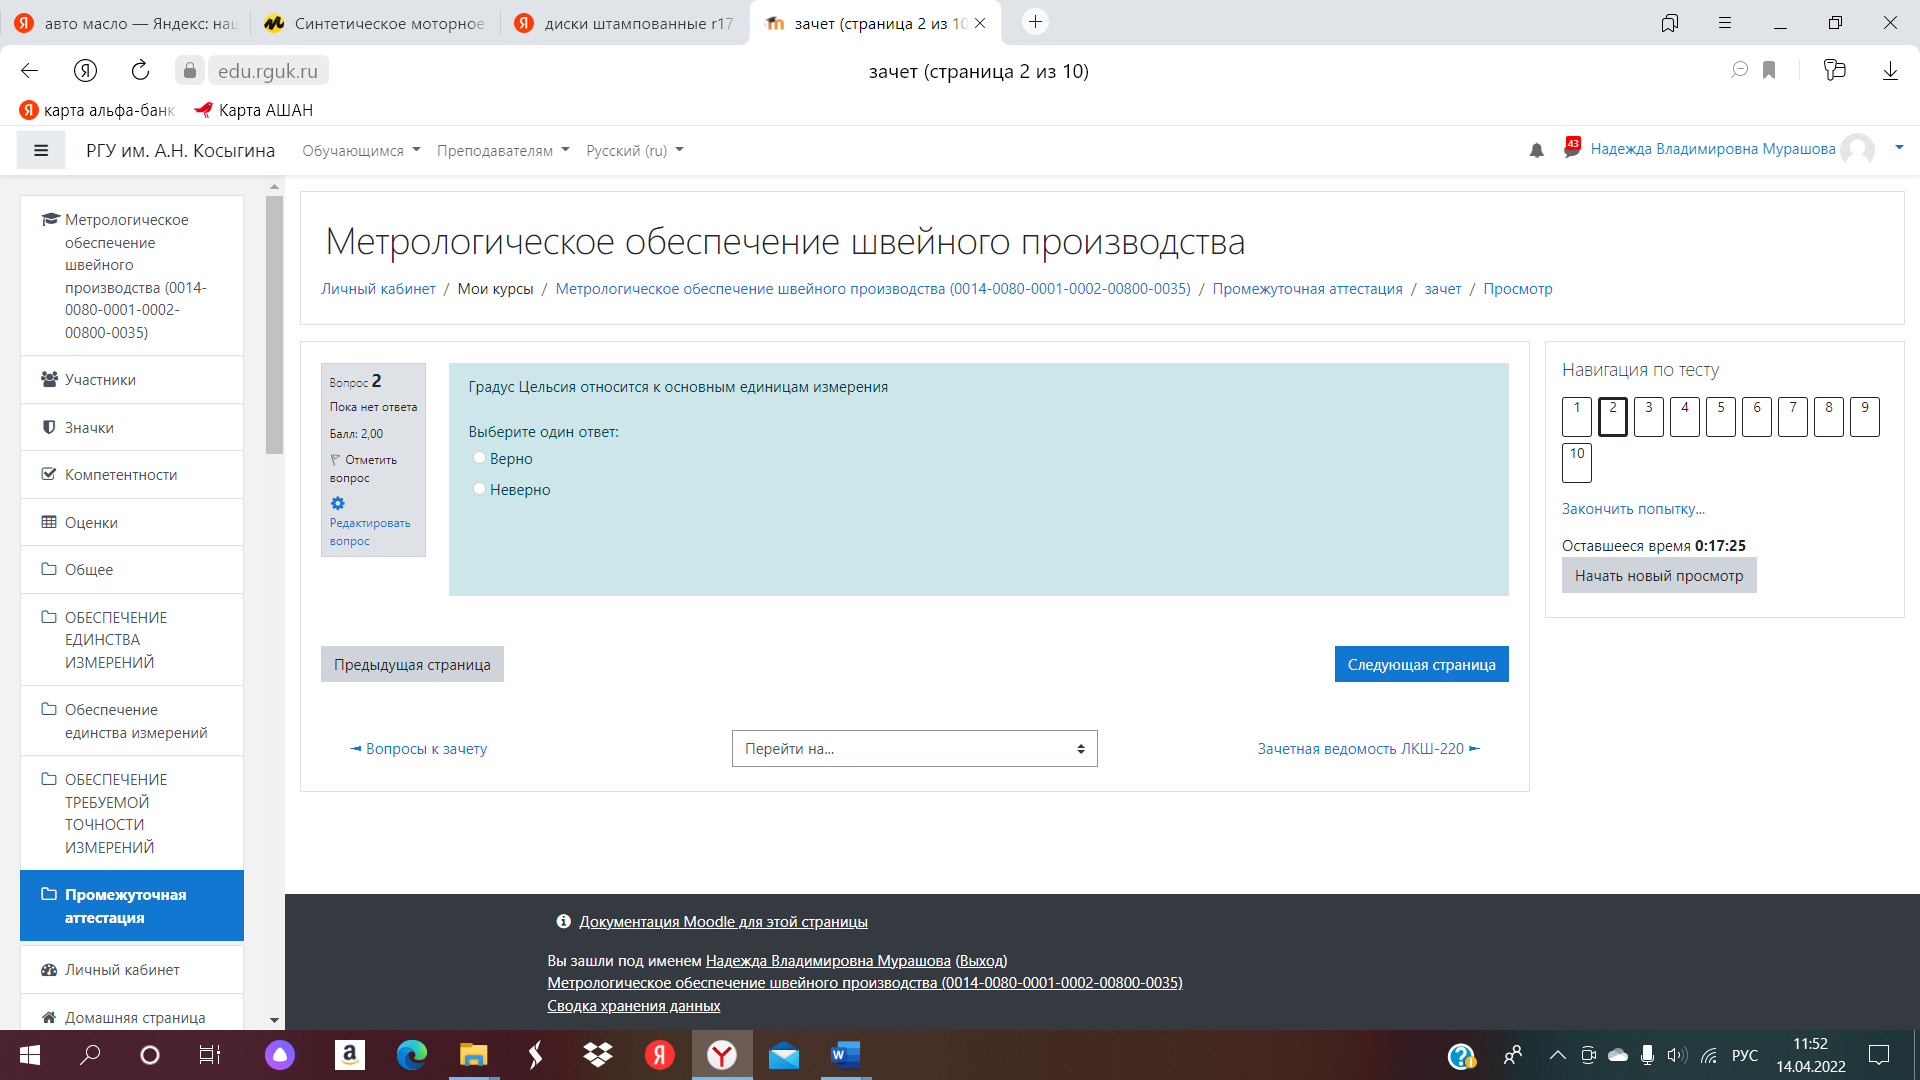 авто масло — Яндекс: наш
Синтетическое моторное
диски штампованные r17
зачет (страница 2 из 10
edu.rguk.ru
зачет (страница 2 из 10)
карта альфа-банк
Карта АШАН
РГУ им. А.Н. Косыгина
Обучающимся
Преподавателям
Русский (ru)
43
Надежда Владимировна Мурашова
Метрологическое
обеспечение
швейного
производства (0014-
0080-0001-0002-
00800-0035)
Участники
Значки
Компетентности
Оценки
Общее
ОБЕСПЕЧЕНИЕ
ЕДИНСТВА
ИЗМЕРЕНИЙ
Обеспечение
единства измерений
ОБЕСПЕЧЕНИЕ
ТРЕБУЕМОЙ
ТОЧНОСТИ
ИЗМЕРЕНИЙ
Промежуточная
аттестация
Личный кабинет
Домашняя страница
Метрологическое обеспечение швейного производства
Личный кабинет / Мои курсы / Метрологическое обеспечение швейного производства (0014-0080-0001-0002-00800-0035) / Промежуточная аттестация / зачет / Просмотр
Вопрос 2
Пока нет ответа
Балл: 2,00
Отметить
вопрос
Редактировать
вопрос
Градус Цельсия относится к основным единицам измерения
Выберите один ответ:
Верно
Неверно
Предыдущая страница
Следующая страница
◄ Вопросы к зачету
Перейти на...
Зачетная ведомость ЛКШ-220 ►
Навигация по тесту
1 2 3 4 5 6 7 8 9
10
Закончить попытку...
Оставшееся время 0:17:25
Начать новый просмотр
Документация Moodle для этой страницы
Вы зашли под именем Надежда Владимировна Мурашова (Выход)
Метрологическое обеспечение швейного производства (0014-0080-0001-0002-00800-0035)
Сводка хранения данных
РУС
11:52
14.04.2022